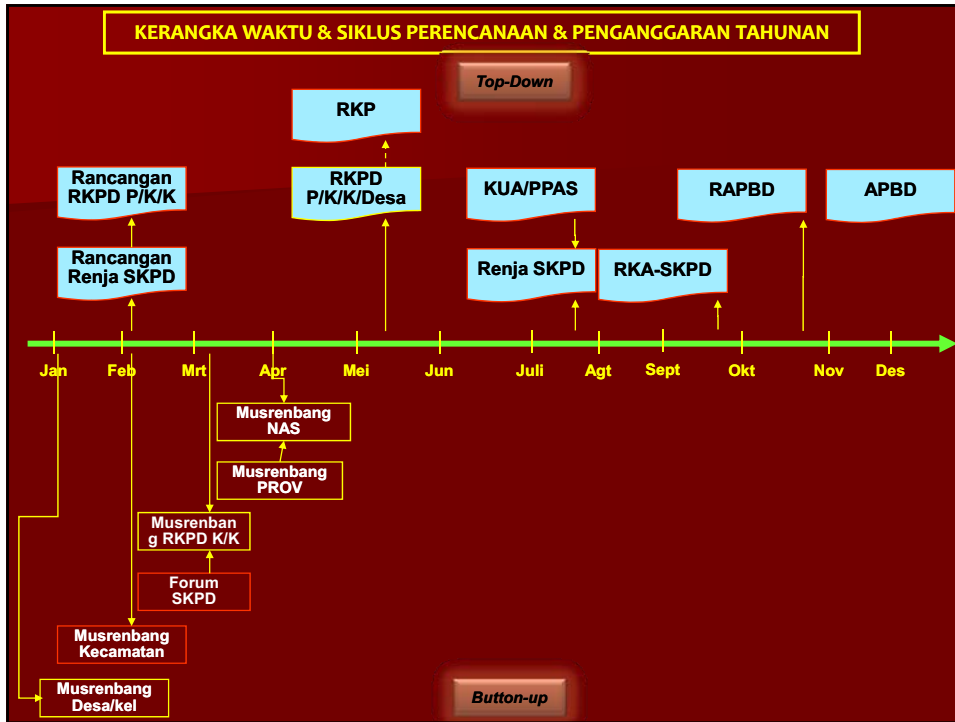 KERANGKA WAKTU & SIKLUS PERENCANAAN & PENGANGGARAN TAHUNAN
Top-Down
RKP
Rancangan
RKPD P/K/K
RKPD
P/K/K/Desa
KUA/PPAS
RAPBD
APBD
Rancangan
Renja SKPD
Renja SKPD
RKA-SKPD
Jan
Feb
Mrt
Apr
Mei
Jun
Juli
Agt
Sept
Okt
Nov
Des
Musrenbang
NAS
Musrenbang
PROV
Musrenban
g RKPD K/K
Forum
SKPD
Musrenbang
Kecamatan
Musrenbang
Desa/kel
Button-up